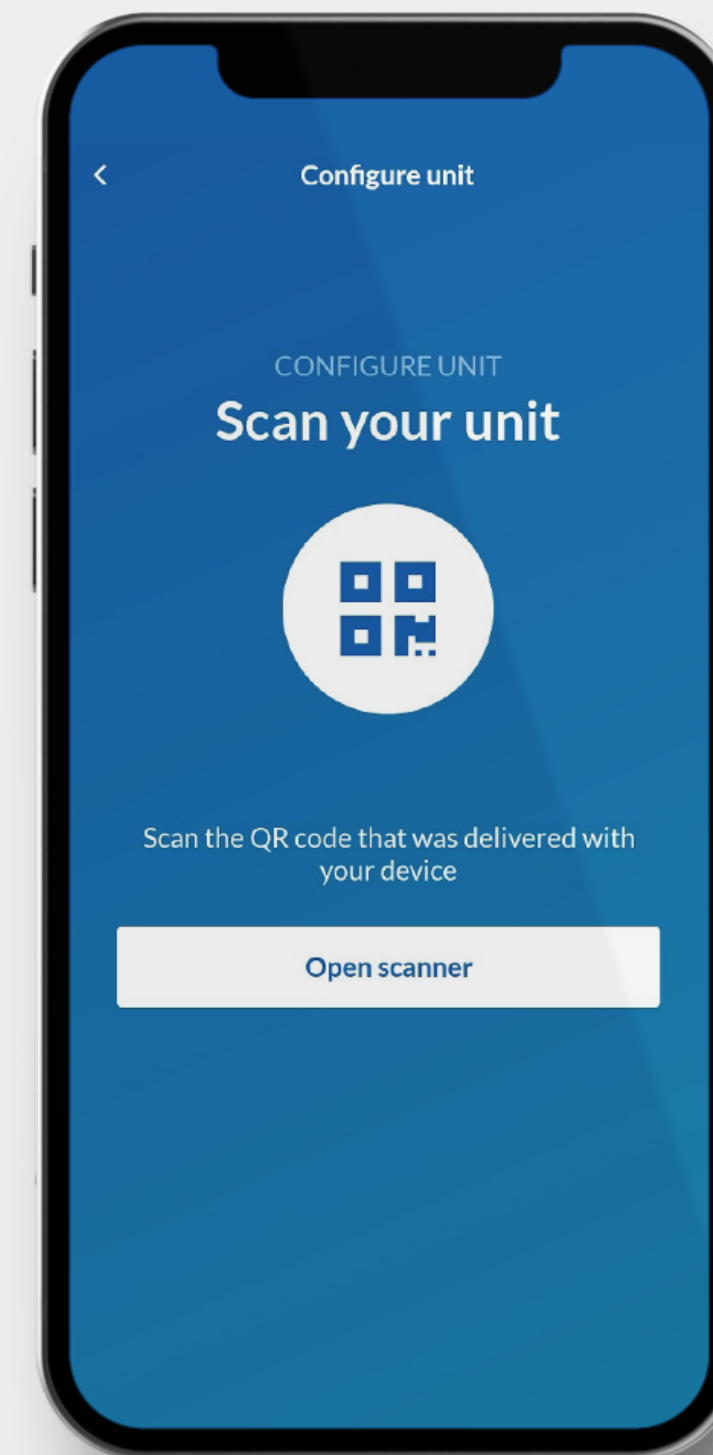 Configure unit
CONFIGURE UNIT
Scan your unit
Scan the QR code that was delivered with
your device
Open scanner